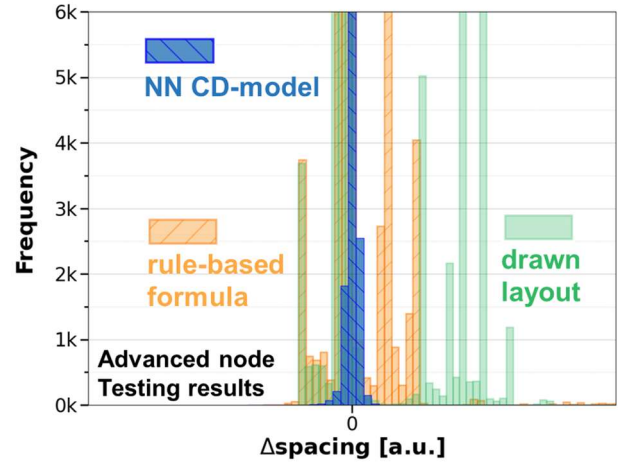 6k
5k
4k
3k
2k
1k
0k
Frequency
NN CD-model
rule-based
formula
drawn
layout
Advanced node
Testing results
0
Δspacing [a.u.]